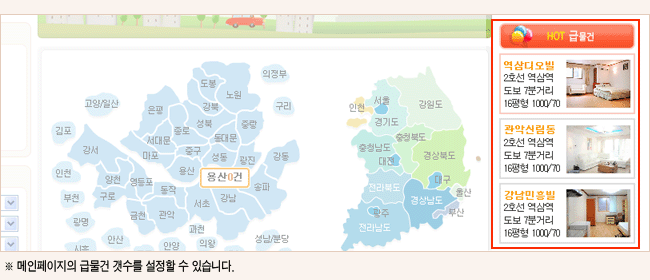 HOT 급물건
역삼디오빌
2호선 역삼역
도보 7분거리
16평형 1000/70
관악신림동
2호선 역삼역
도보 7분거리
16평형 1000/70
강남민흥빌
2호선 역삼역
도보 7분거리
16평형 1000/70
의정부
도봉
노원
고양/일산
은평
강북
구리
성북
중랑
김포
종로
서대문
동대문
강서
마포
중구
성동
광진
강동
용산
인천
양천
영등포
용산0건
송파
부천
구로
동작
서초
강남
광명
금천
관악
과천
시흥
안산
안양
의왕
성남/분당
인천
서울
강원도
경기도
충청북도
충청남도
대전
경상북도
전라북도
대구
울산
경상남도
광주
부산
전라남도
※ 메인페이지의 급물건 갯수를 설정할 수 있습니다.